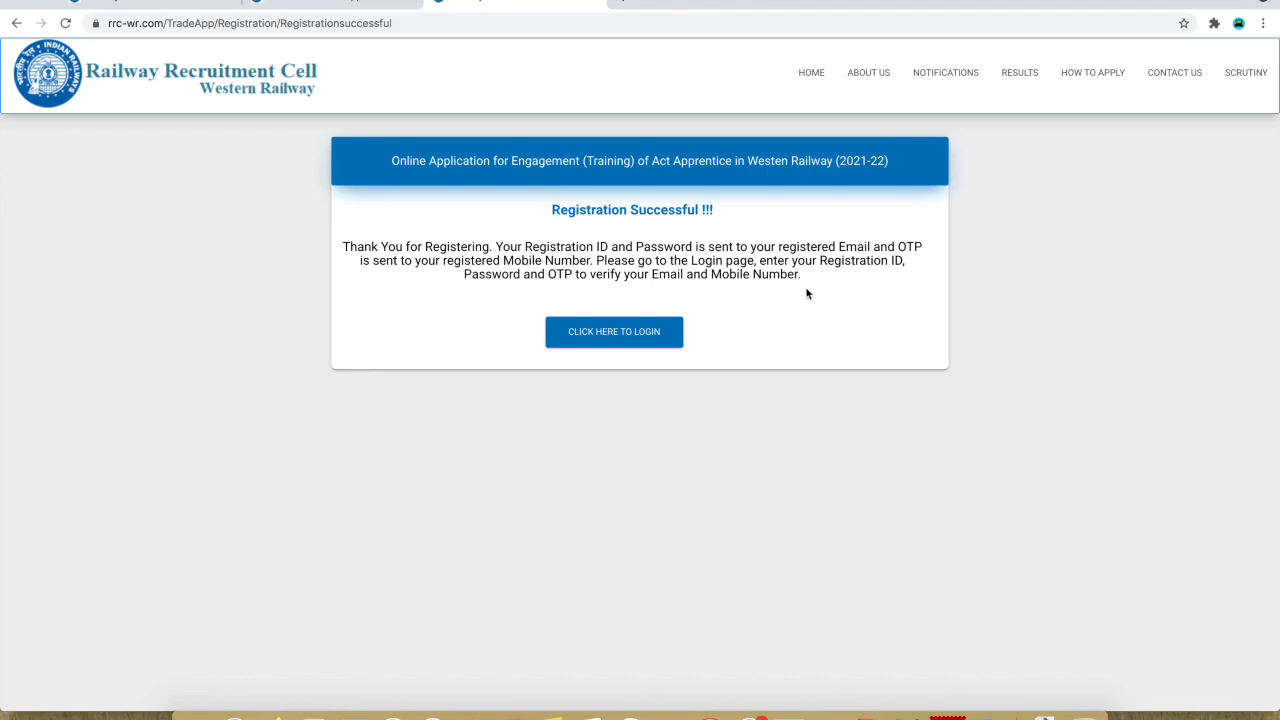 rrc-wr.com/TradeApp/Registration/Registrationsuccessful
Railway Recruitment Cell
Western Railway
HOME ABOUT US NOTIFICATIONS RESULTS HOW TO APPLY CONTACT US SCRUTINY
Online Application for Engagement (Training) of Act Apprentice in Westen Railway (2021-22)
Registration Successful !!!
Thank You for Registering. Your Registration ID and Password is sent to your registered Email and OTP
is sent to your registered Mobile Number. Please go to the Login page, enter your Registration ID,
Password and OTP to verify your Email and Mobile Number.
CLICK HERE TO LOGIN